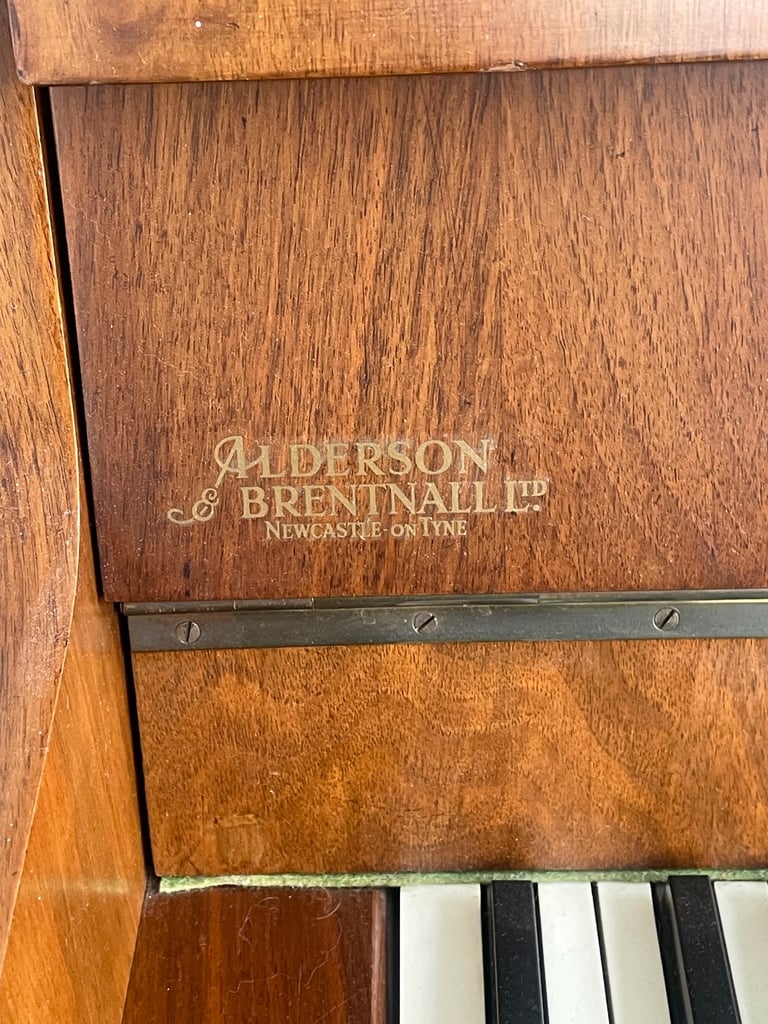 ALDERSON
& BRENTNALL LTD.
NEWCASTLE-ON TYNE